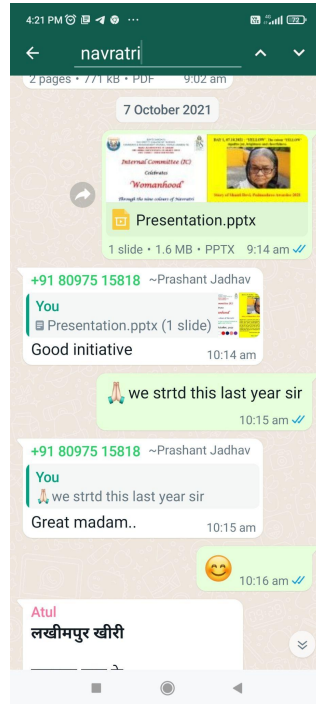 4:21 PM
72
navratri
2 pages • 771 kB • PDF 9:02 am
7 October 2021
Internal Committee (IC)
Celebrates
'Womanhood'
Through the nine colours of Navratri
Presentation.pptx
1 slide • 1.6 MB • PPTX 9:14 am
+91 80975 15818 ~Prashant Jadhav
You
Presentation.pptx (1 slide)
Good initiative
10:14 am
🙏 we strtd this last year sir
10:15 am
+91 80975 15818 ~Prashant Jadhav
You
🙏 we strtd this last year sir
Great madam..
10:15 am
😊
10:16 am
Atul
लखीमपुर खीरी